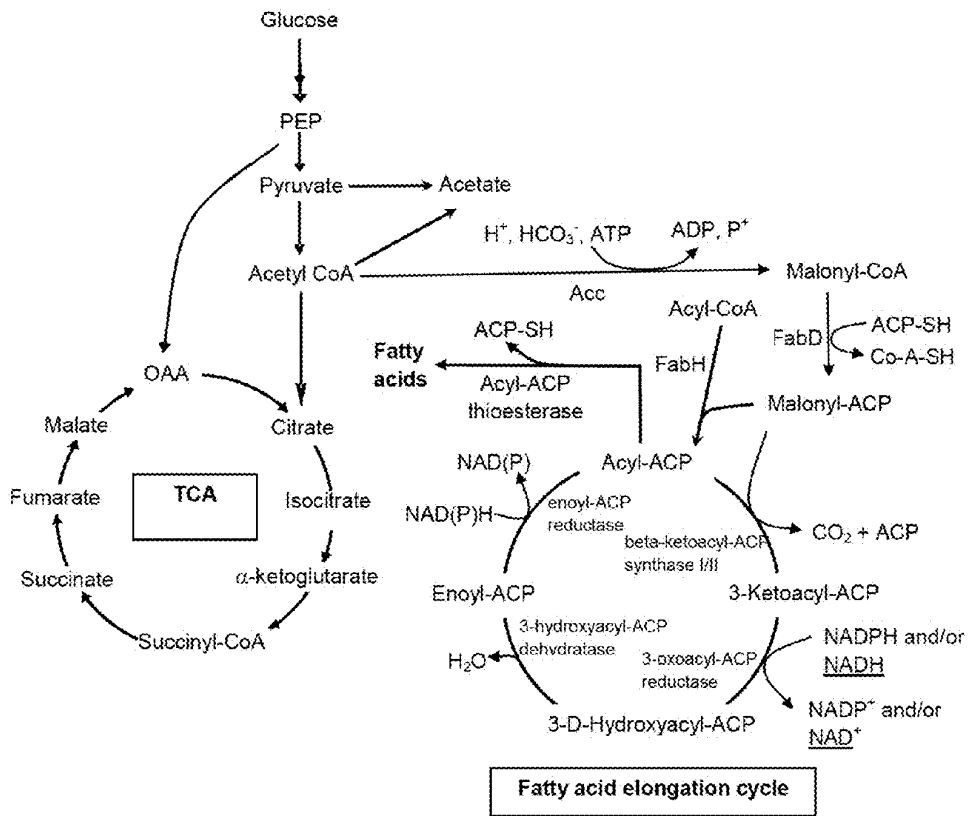 Glucose
PEP
Pyruvate
Acetate
H⁺, HCO₃⁻, ATP
ADP, P⁺
Acetyl CoA
Acc
Malonyl-CoA
Acyl-CoA
ACP-SH
FabD
ACP-SH
Co-A-SH
Fatty
acids
FabH
Acyl-ACP
thioesterase
OAA
Malonyl-ACP
Malate
Citrate
NAD(P)
Acyl-ACP
TCA
Fumarate
Isocitrate
NAD(P)H
enoyl-ACP
reductase
beta-ketoacyl-ACP
synthase I/II
CO₂ + ACP
Succinate
α-ketoglutarate
Enoyl-ACP
3-Ketoacyl-ACP
Succinyl-CoA
3-hydroxyacyl-ACP
dehydratase
H₂O
3-oxoacyl-ACP
reductase
NADPH and/or
NADH
3-D-Hydroxyacyl-ACP
NADP⁺ and/or
NAD⁺
Fatty acid elongation cycle